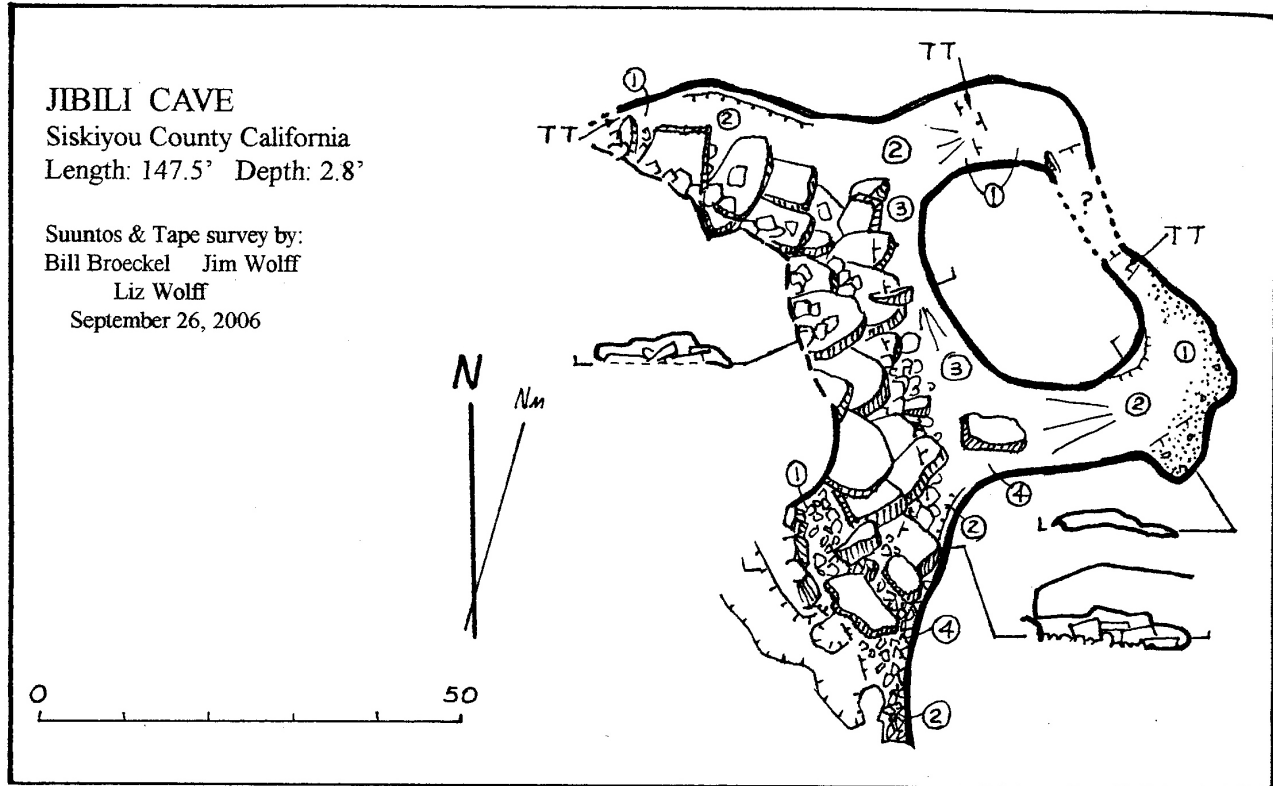 JIBILI CAVE
Siskiyou County California
Length: 147.5' Depth: 2.8'
Suuntos & Tape survey by:
Bill Broeckel Jim Wolff
Liz Wolff
September 26, 2006
N
Nm
0 50
TT
1
TT
2
2
3
1
?
TT
1
3
2
1
4
2
L
L
4
2